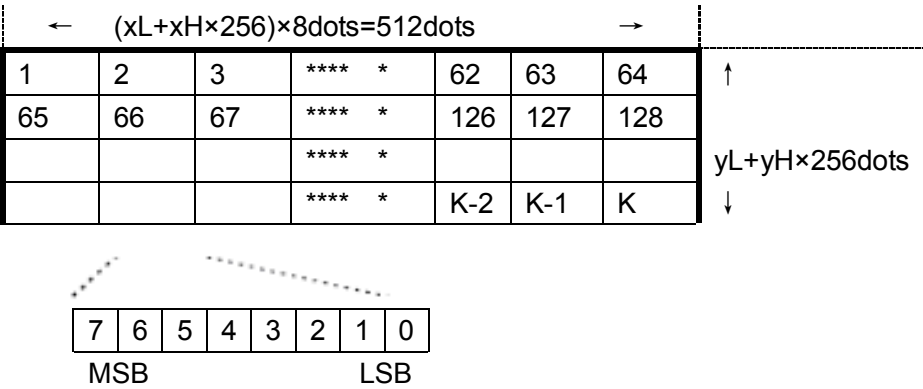 ← (xL+xH×256)×8dots=512dots →
1 2 3 **** * 62 63 64 ↑
65 66 67 **** * 126 127 128
**** * yL+yH×256dots
**** * K-2 K-1 K ↓
7 6 5 4 3 2 1 0
MSB LSB